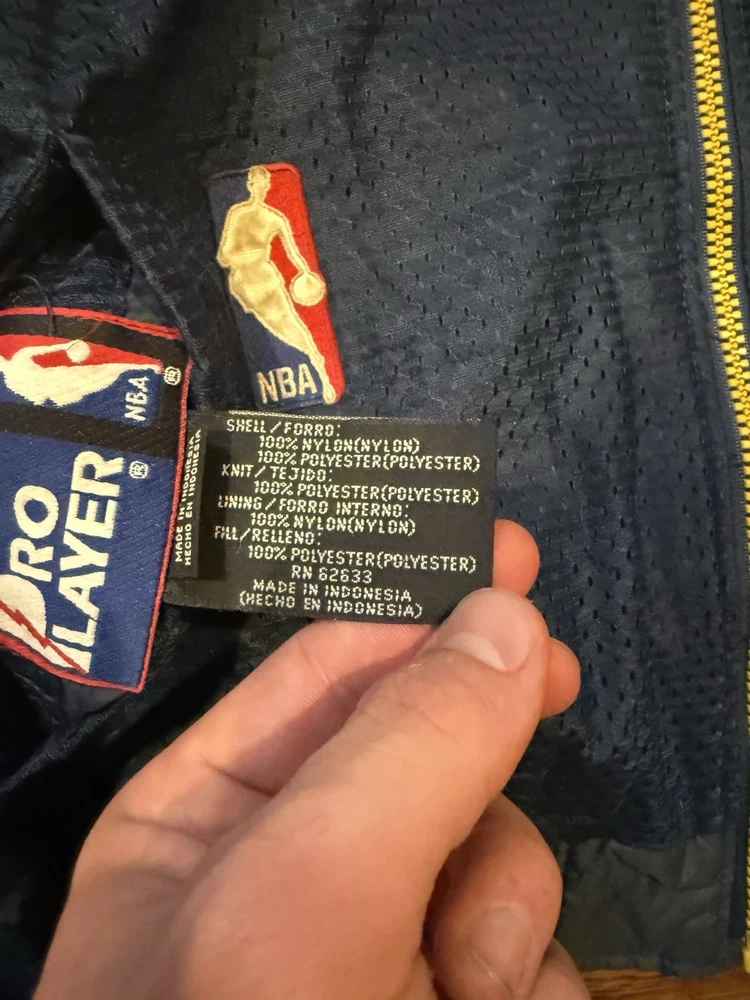 NBA
NBA ®
PRO ®
PLAYER
MADE IN INDONESIA
HECHO EN INDONESIA
SHELL/FORRO:
100% NYLON(NYLON)
100% POLYESTER(POLYESTER)
KNIT/TEJIDO:
100% POLYESTER(POLYESTER)
LINING/FORRO INTERNO:
100% NYLON(NYLON)
FILL/RELLENO:
100% POLYESTER(POLYESTER)
RN 62633
MADE IN INDONESIA
(HECHO EN INDONESIA)